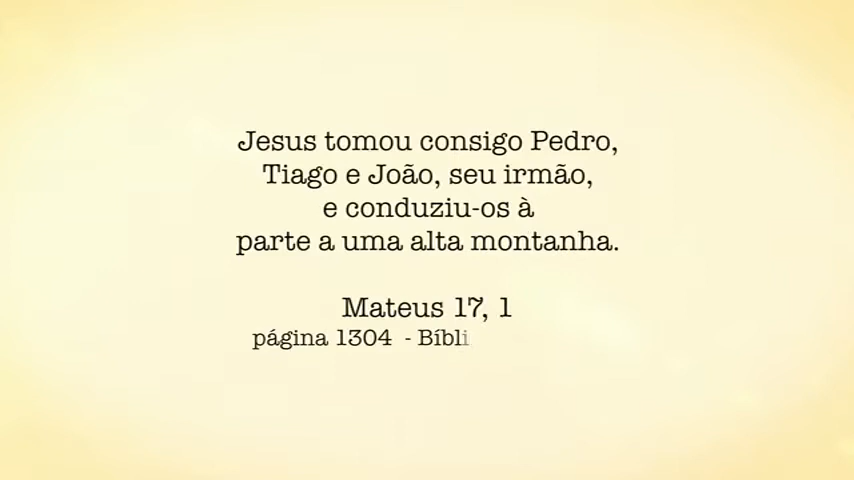 Jesus tomou consigo Pedro,
Tiago e João, seu irmão,
e conduziu-os à
parte a uma alta montanha.
Mateus 17, 1
página 1304 - Bíbli